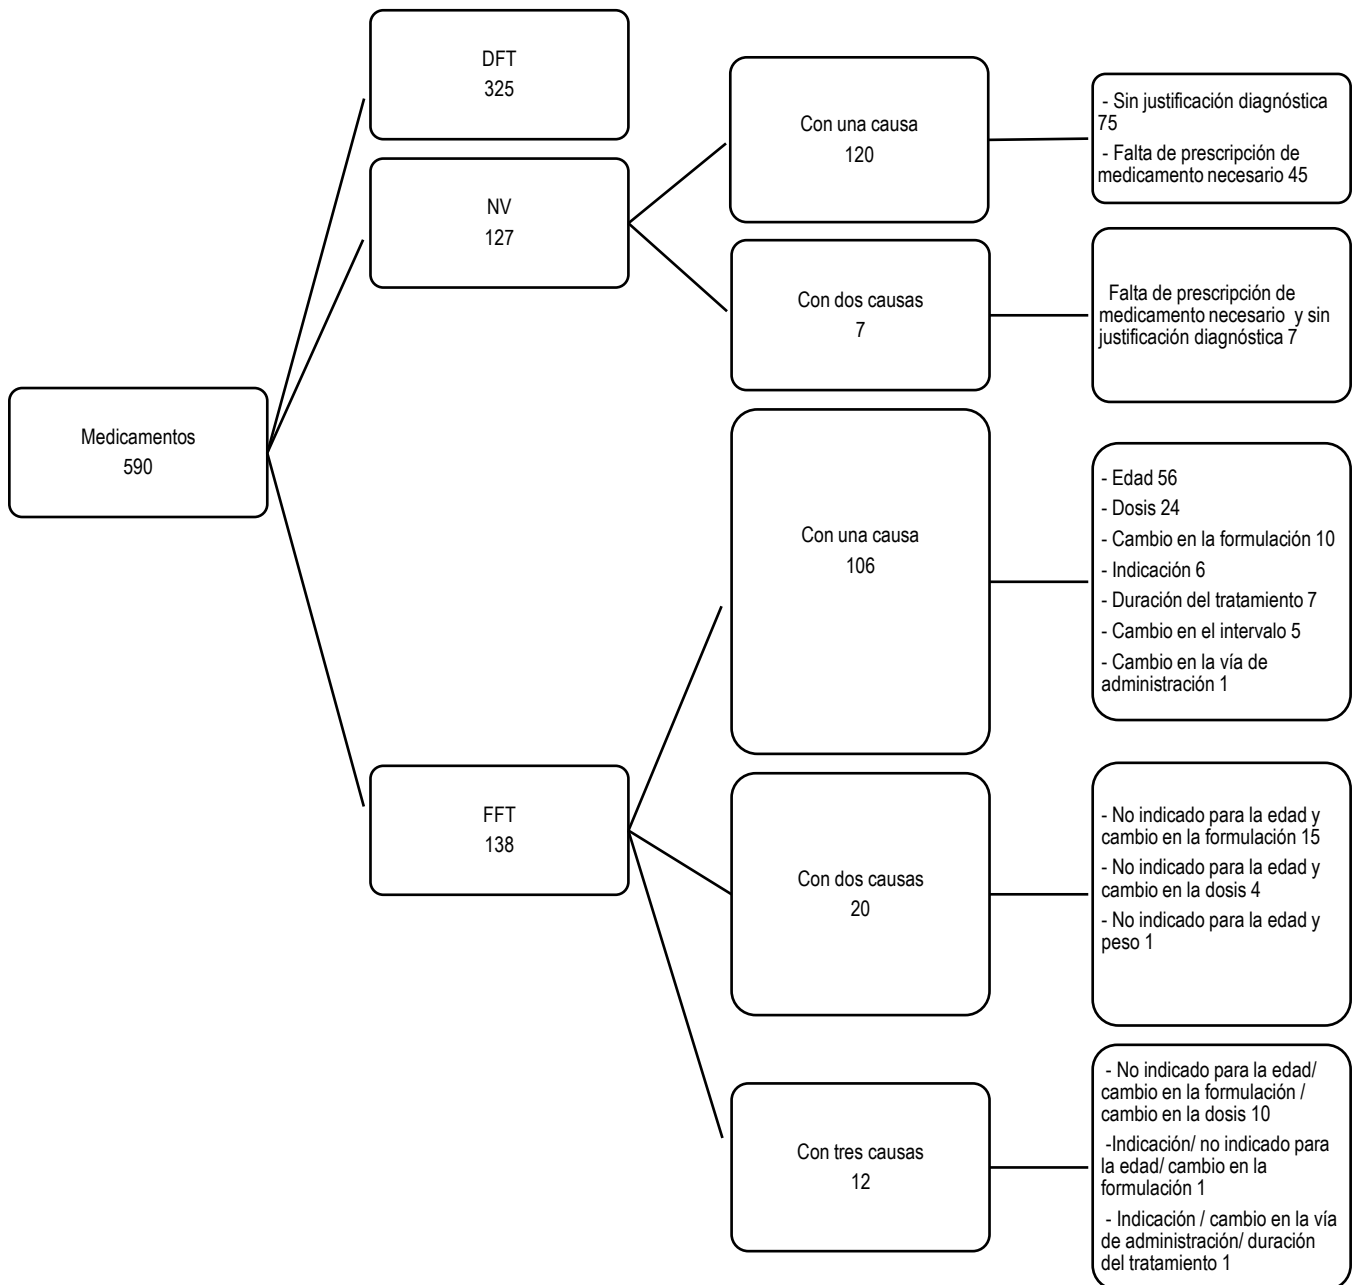 DFT
325
NV
127
Con una causa
120
- Sin justificación diagnóstica
75
- Falta de prescripción de
medicamento necesario 45
Con dos causas
7
Falta de prescripción de
medicamento necesario y sin
justificación diagnóstica 7
Medicamentos
590
Con una causa
106
- Edad 56
- Dosis 24
- Cambio en la formulación 10
- Indicación 6
- Duración del tratamiento 7
- Cambio en el intervalo 5
- Cambio en la vía de
administración 1
FFT
138
Con dos causas
20
- No indicado para la edad y
cambio en la formulación 15
- No indicado para la edad y
cambio en la dosis 4
- No indicado para la edad y
peso 1
Con tres causas
12
- No indicado para la edad/
cambio en la formulación /
cambio en la dosis 10
-Indicación/ no indicado para
la edad/ cambio en la
formulación 1
- Indicación / cambio en la vía
de administración/ duración
del tratamiento 1